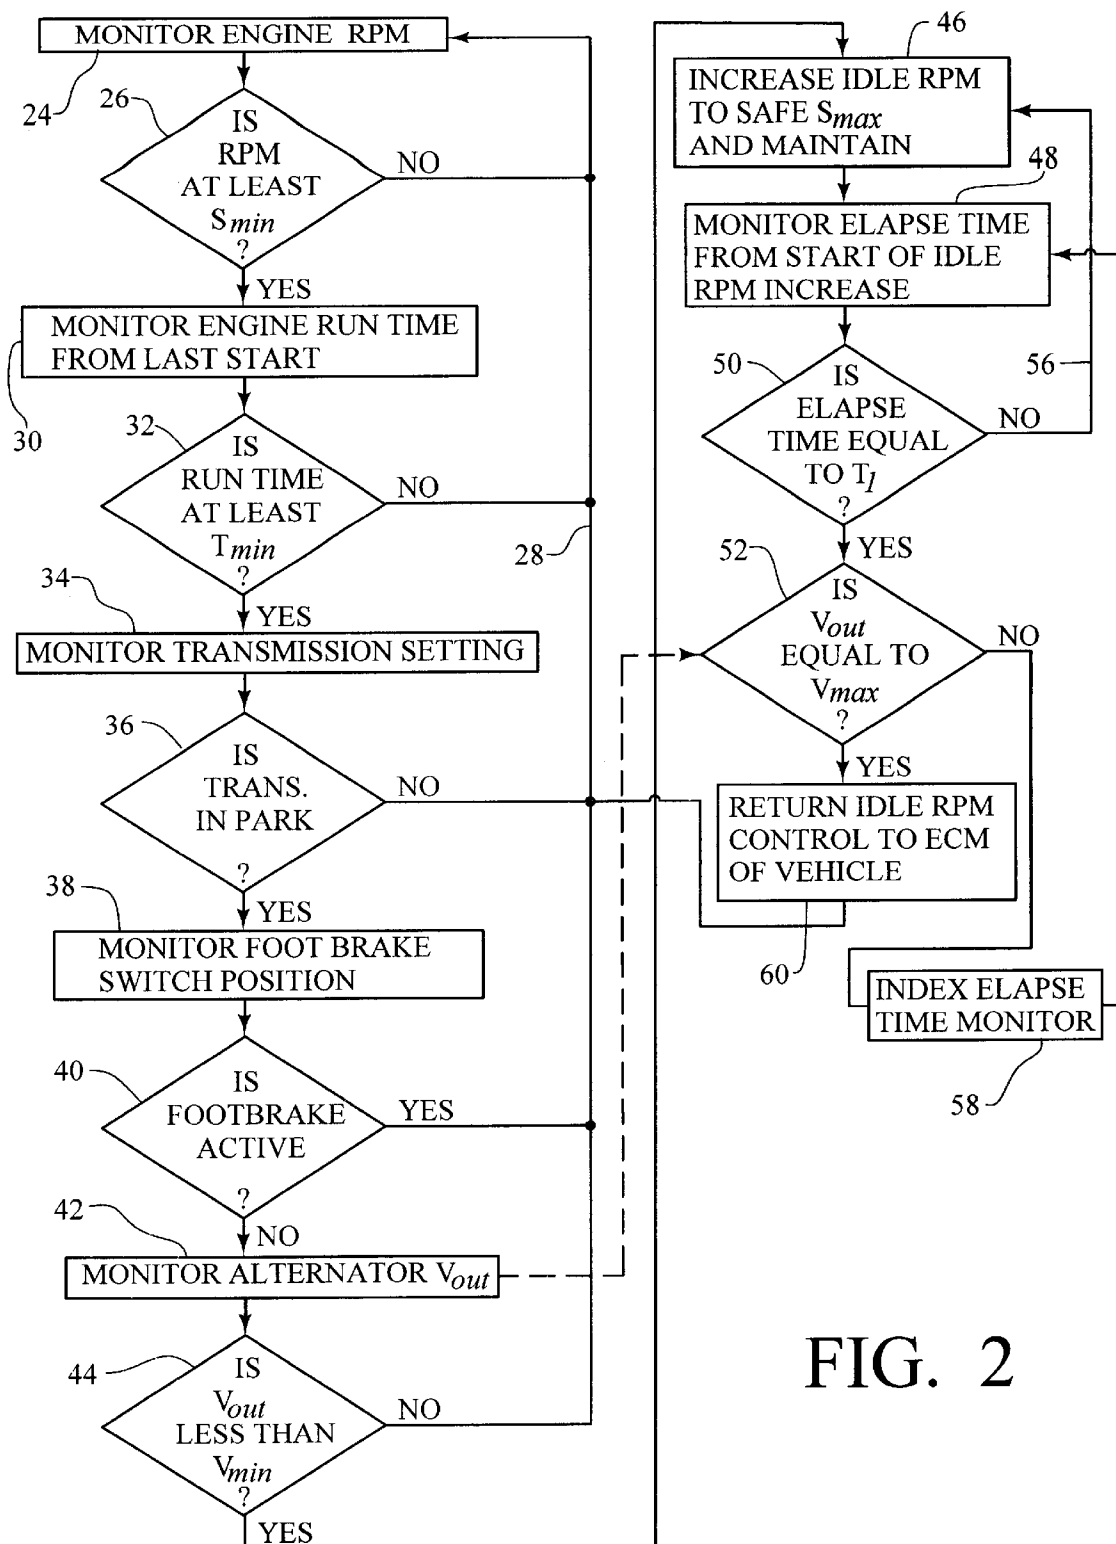 MONITOR ENGINE RPM
24
26
IS
RPM
AT LEAST
Smin
?
NO
YES
MONITOR ENGINE RUN TIME
FROM LAST START
30
32
IS
RUN TIME
AT LEAST
Tmin
?
NO
28
YES
34
MONITOR TRANSMISSION SETTING
36
IS
TRANS.
IN PARK
?
NO
YES
38
MONITOR FOOT BRAKE
SWITCH POSITION
40
IS
FOOTBRAKE
ACTIVE
?
YES
NO
42
MONITOR ALTERNATOR Vout
44
IS
Vout
LESS THAN
Vmin
?
NO
YES
46
INCREASE IDLE RPM
TO SAFE Smax
AND MAINTAIN
48
MONITOR ELAPSE TIME
FROM START OF IDLE
RPM INCREASE
50
IS
ELAPSE
TIME EQUAL
TO T1
?
NO
56
YES
52
IS
Vout
EQUAL TO
Vmax
?
NO
YES
RETURN IDLE RPM
CONTROL TO ECM
OF VEHICLE
60
INDEX ELAPSE
TIME MONITOR
58
FIG. 2